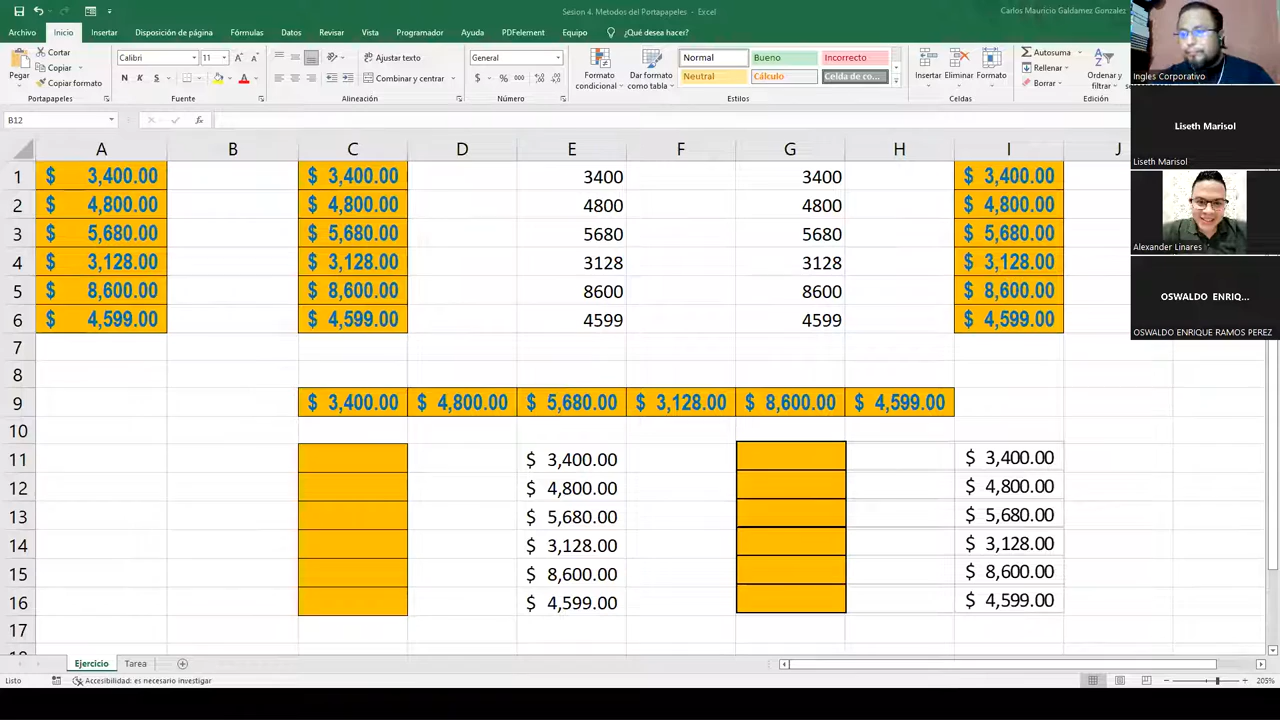 Sesion 4. Metodos del Portapapeles - Excel
Carlos Mauricio Galdamez Gonzalez
Archivo Inicio Insertar Disposición de página Fórmulas Datos Revisar Vista Programador Ayuda PDFelement Equipo ¿Qué desea hacer?
Pegar
Cortar
Copiar
Copiar formato
Portapapeles
Calibri 11
N K S
Fuente
Ajustar texto
Combinar y centrar
Alineación
General
$ % 000
Número
Formato condicional
Dar formato como tabla
Normal Bueno Incorrecto
Neutral Cálculo Celda de co...
Estilos
Insertar Eliminar Formato
Celdas
Autosuma
Rellenar
Borrar
Ordenar y filtrar
Edición
B12
fx
A B C D E F G H I J
1 $ 3,400.00 $ 3,400.00 3400 3400 $ 3,400.00
2 $ 4,800.00 $ 4,800.00 4800 4800 $ 4,800.00
3 $ 5,680.00 $ 5,680.00 5680 5680 $ 5,680.00
4 $ 3,128.00 $ 3,128.00 3128 3128 $ 3,128.00
5 $ 8,600.00 $ 8,600.00 8600 8600 $ 8,600.00
6 $ 4,599.00 $ 4,599.00 4599 4599 $ 4,599.00
7
8
9 $ 3,400.00 $ 4,800.00 $ 5,680.00 $ 3,128.00 $ 8,600.00 $ 4,599.00
10
11 $ 3,400.00 $ 3,400.00
12 $ 4,800.00 $ 4,800.00
13 $ 5,680.00 $ 5,680.00
14 $ 3,128.00 $ 3,128.00
15 $ 8,600.00 $ 8,600.00
16 $ 4,599.00 $ 4,599.00
17
Ejercicio Tarea
Listo Accesibilidad: es necesario investigar
205%
Ingles Corporativo
Liseth Marisol
Liseth Marisol
Alexander Linares
OSWALDO ENRIQ...
OSWALDO ENRIQUE RAMOS PEREZ